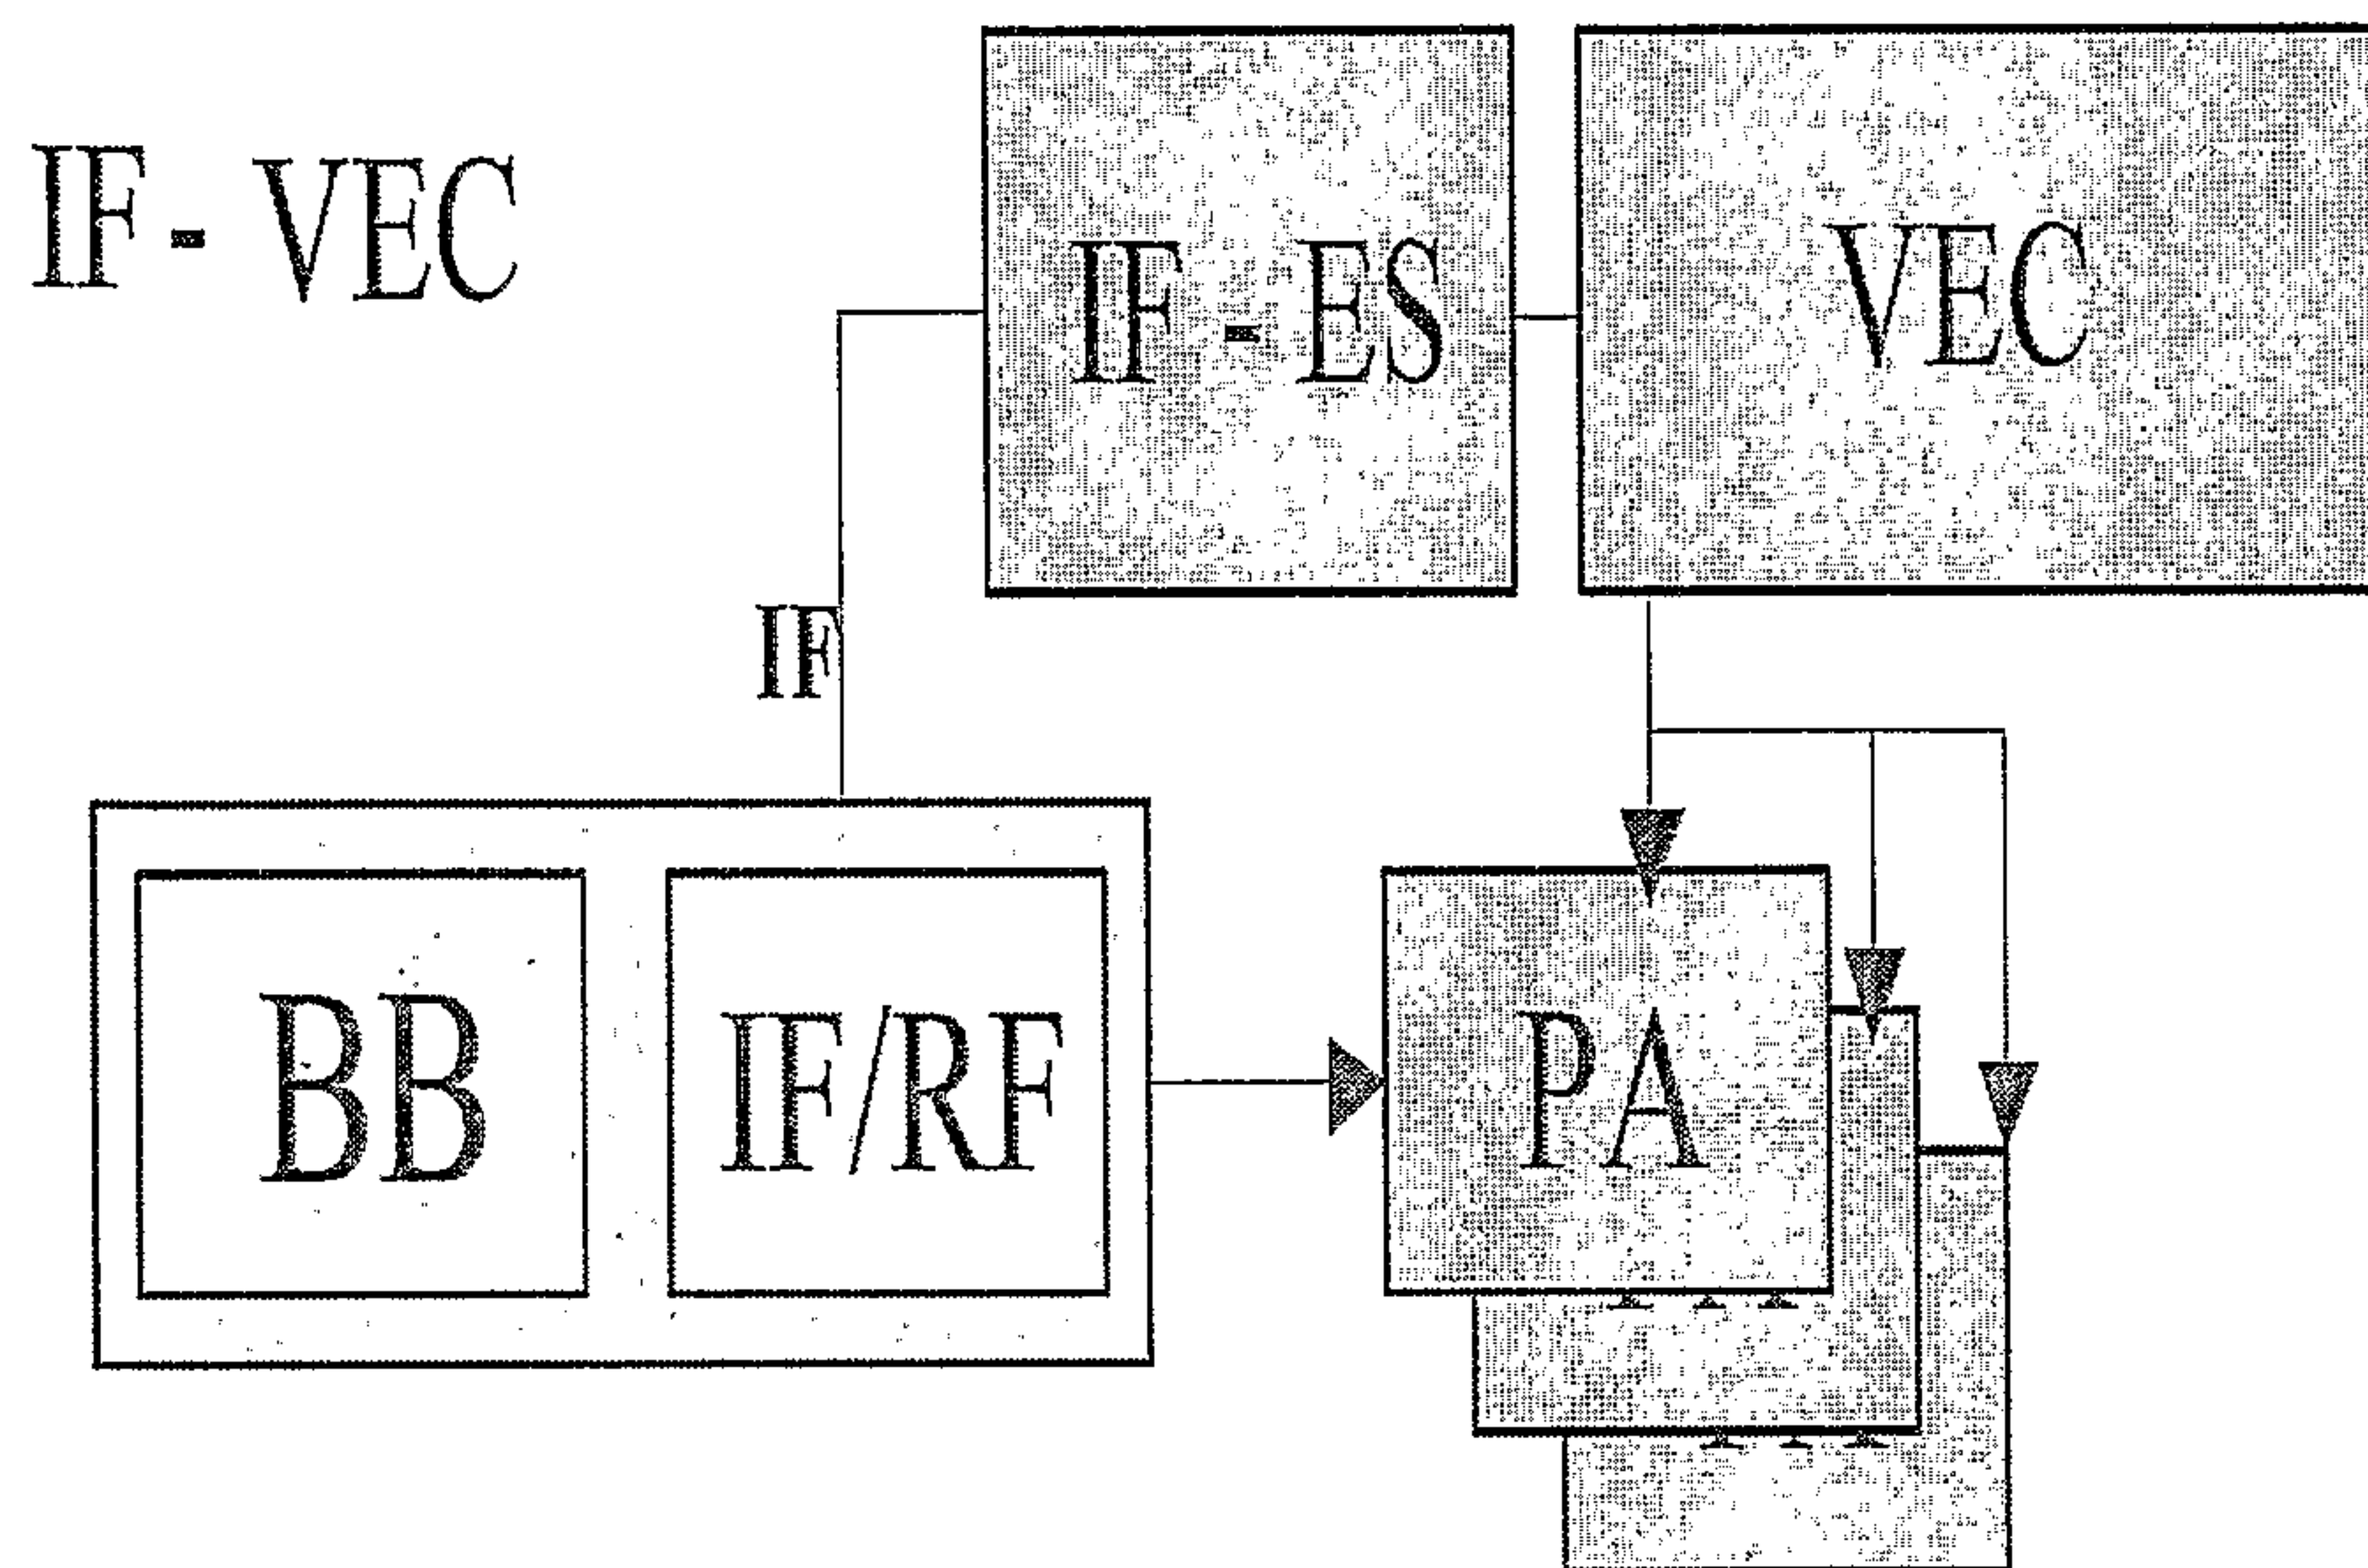 IF - VEC
IF - ES
VEC
IF
BB
IF/RF
PA